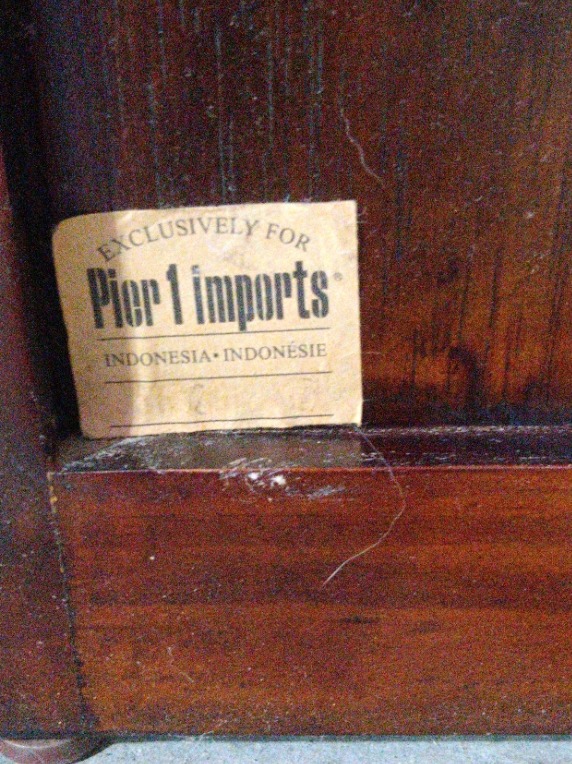 EXCLUSIVELY FOR
Pier 1 imports®
INDONESIA • INDONÉSIE